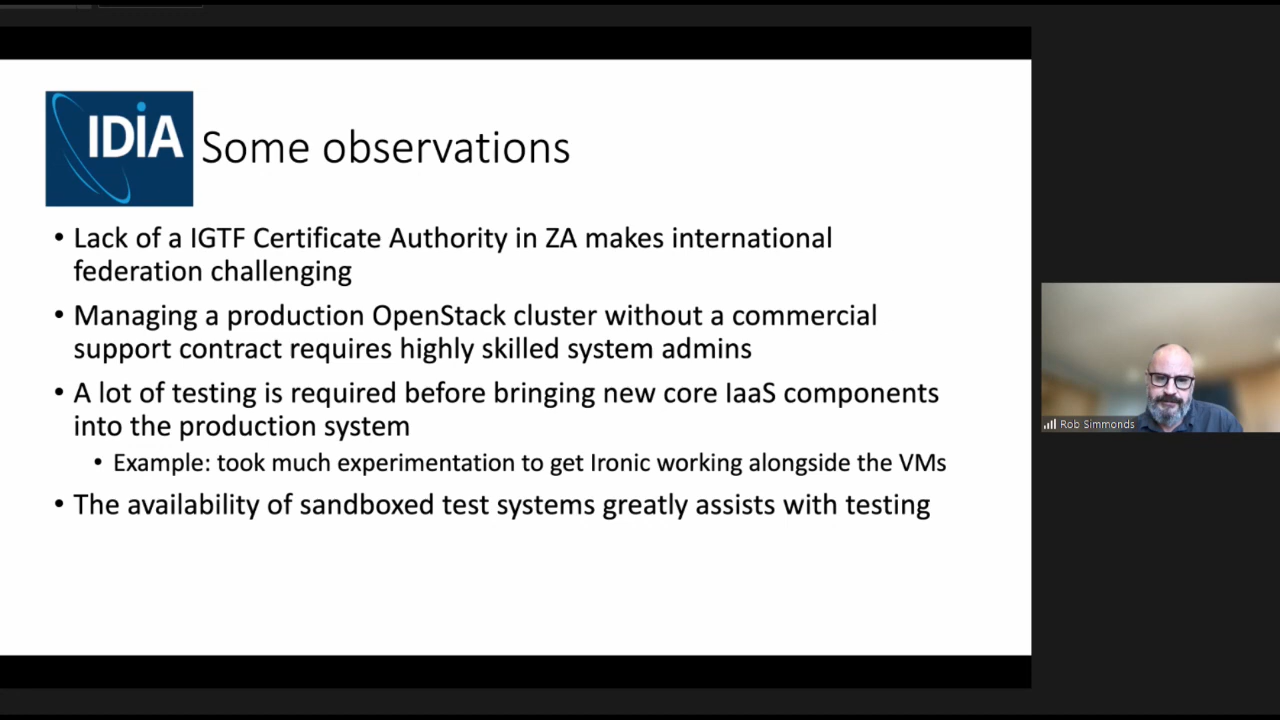 IDiA
Some observations
• Lack of a IGTF Certificate Authority in ZA makes international
federation challenging
• Managing a production OpenStack cluster without a commercial
support contract requires highly skilled system admins
• A lot of testing is required before bringing new core IaaS components
into the production system
• Example: took much experimentation to get Ironic working alongside the VMs
• The availability of sandboxed test systems greatly assists with testing
Rob Simmonds